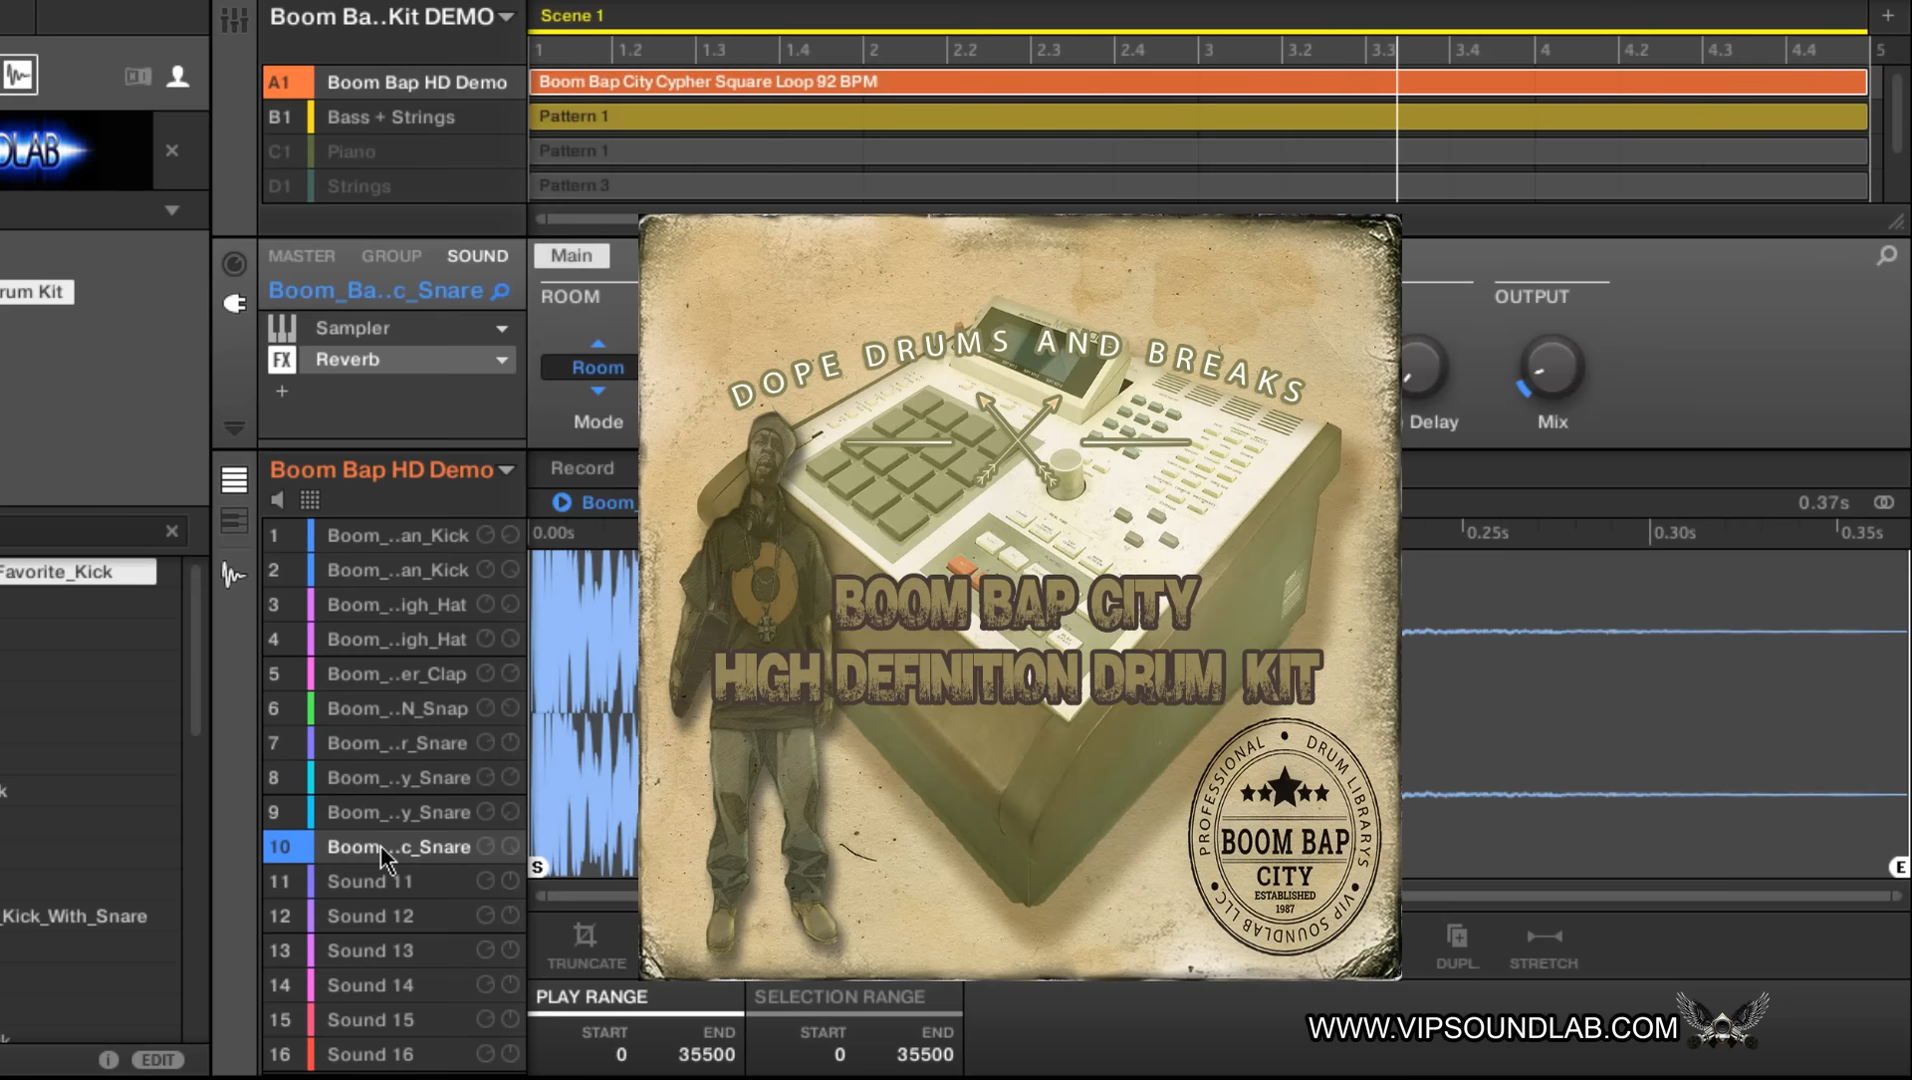 Boom Ba..Kit DEMO
Scene 1
1 1.2 1.3 1.4 2 2.2 2.3 2.4 3 3.2 3.3 3.4 4 4.2 4.3 4.4 5
A1 Boom Bap HD Demo
Boom Bap City Cypher Square Loop 92 BPM
B1 Bass + Strings
Pattern 1
C1 Piano
Pattern 1
D1 Strings
Pattern 3
DLAB
MASTER GROUP SOUND
Main
Boom_Ba..c_Snare
rum Kit
ROOM
OUTPUT
Sampler
FX Reverb
Room
Mode
Delay
Mix
DOPE DRUMS AND BREAKS
Boom Bap HD Demo
Record
Boom_
0.37s
0.00s
0.25s
0.30s
0.35s
Favorite_Kick
1 Boom_..an_Kick
2 Boom_..an_Kick
3 Boom_..igh_Hat
4 Boom_..igh_Hat
5 Boom_..er_Clap
6 Boom_..N_Snap
7 Boom_..r_Snare
8 Boom_..y_Snare
9 Boom_..y_Snare
10 Boom_..c_Snare
11 Sound 11
12 Sound 12
13 Sound 13
14 Sound 14
15 Sound 15
16 Sound 16
_Kick_With_Snare
EDIT
BOOM BAP CITY
HIGH DEFINITION DRUM KIT
PROFESSIONAL • DRUM LIBRARYS
BOOM BAP
CITY
ESTABLISHED
1987
VIP SOUNDLAB LLC
S
E
TRUNCATE
DUPL.
STRETCH
PLAY RANGE
SELECTION RANGE
START END START END
0 35500 0 35500
WWW.VIPSOUNDLAB.COM